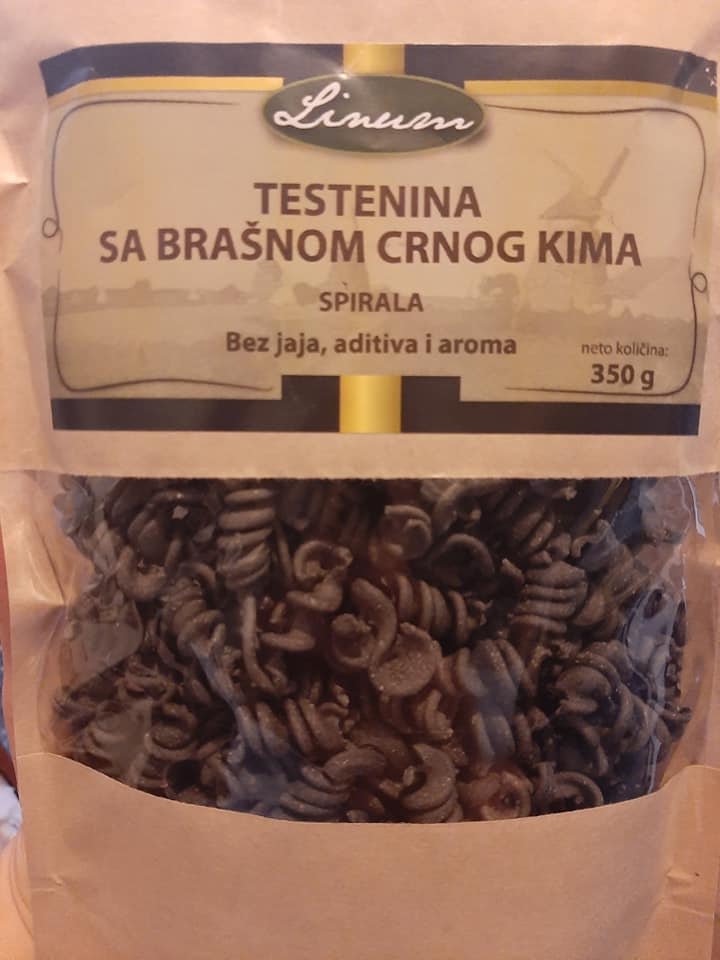 Linum
TESTENINA
SA BRAŠNOM CRNOG KIMA
SPIRALA
Bez jaja, aditiva i aroma
neto količina:
350 g